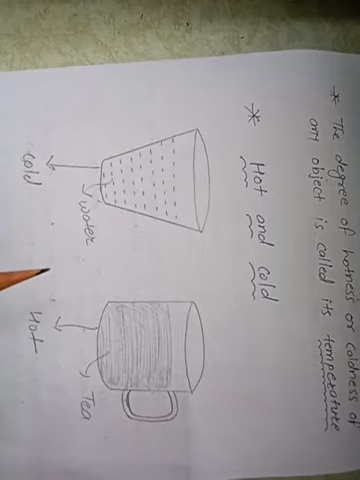 * The degree of hotness or coldness of
any object is called its temperature
* Hot and cold
water
cold
Tea
Hot